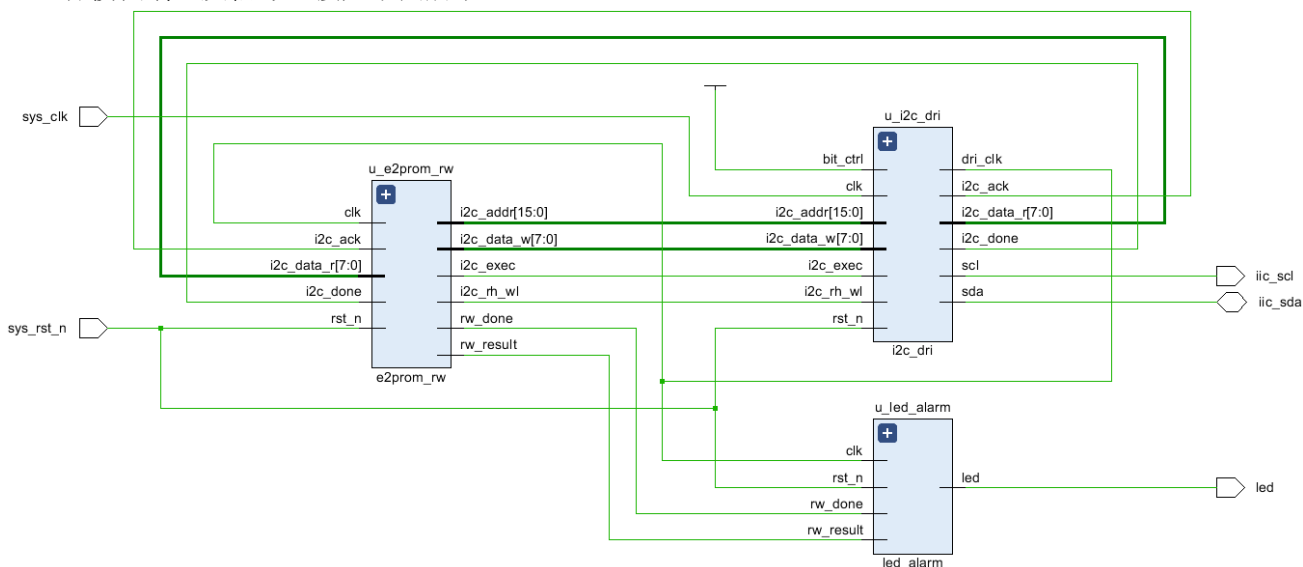 sys_clk
sys_rst_n
u_e2prom_rw
clk
i2c_ack
i2c_data_r[7:0]
i2c_done
rst_n
i2c_addr[15:0]
i2c_data_w[7:0]
i2c_exec
i2c_rh_wl
rw_done
rw_result
e2prom_rw
u_i2c_dri
bit_ctrl
clk
i2c_addr[15:0]
i2c_data_w[7:0]
i2c_exec
i2c_rh_wl
rst_n
dri_clk
i2c_ack
i2c_data_r[7:0]
i2c_done
scl
sda
i2c_dri
iic_scl
iic_sda
u_led_alarm
clk
rst_n
rw_done
rw_result
led
led_alarm
led